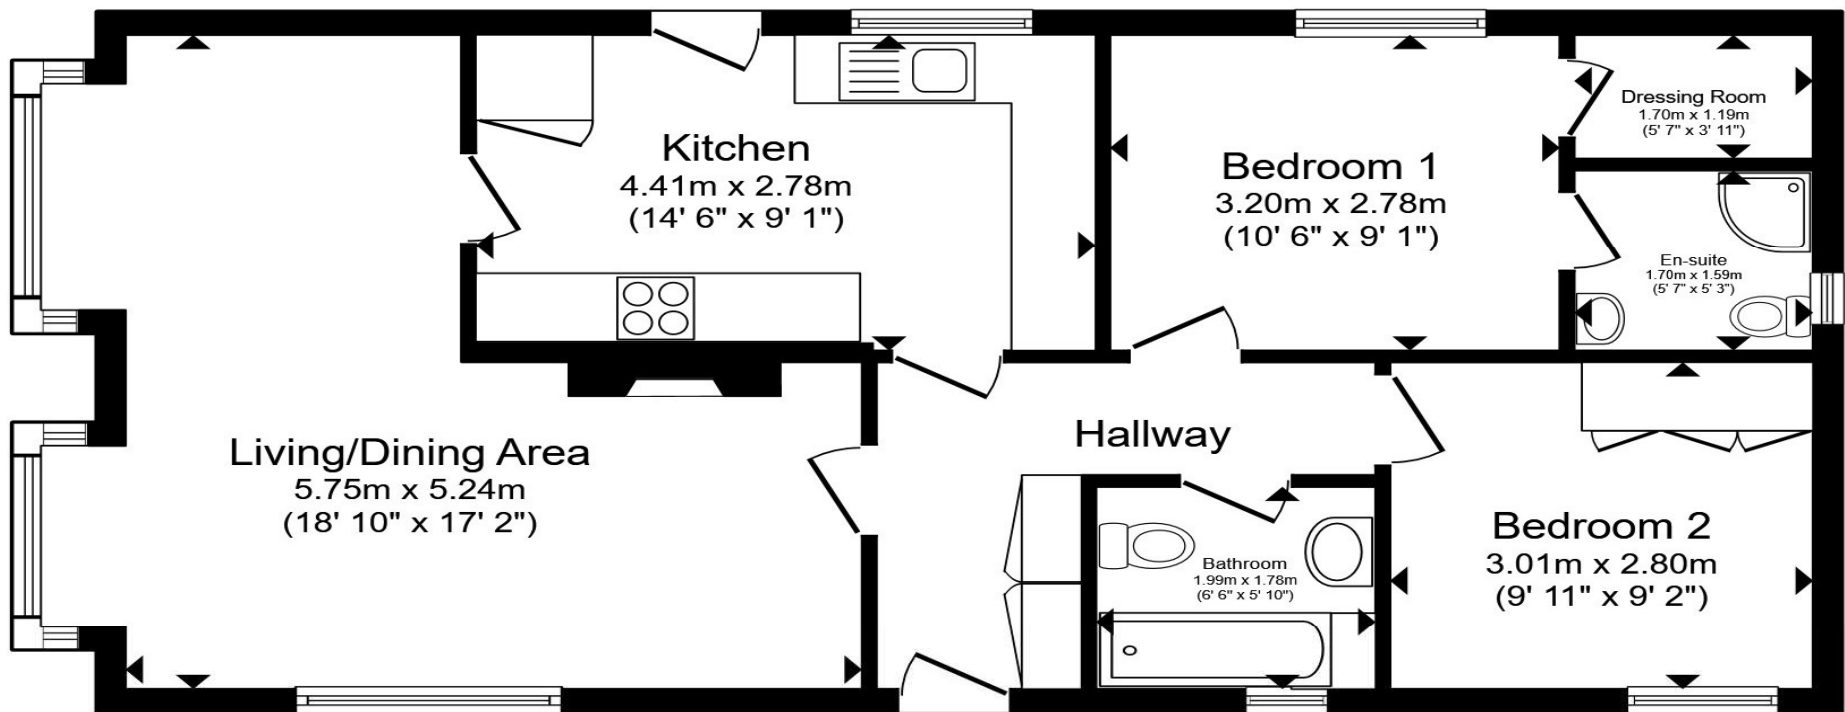 Kitchen
4.41m x 2.78m
(14' 6" x 9' 1")
Bedroom 1
3.20m x 2.78m
(10' 6" x 9' 1")
Dressing Room
1.70m x 1.19m
(5' 7" x 3' 11")
En-suite
1.70m x 1.59m
(5' 7" x 5' 3")
Living/Dining Area
5.75m x 5.24m
(18' 10" x 17' 2")
Hallway
Bathroom
1.99m x 1.78m
(6' 6" x 5' 10")
Bedroom 2
3.01m x 2.80m
(9' 11" x 9' 2")